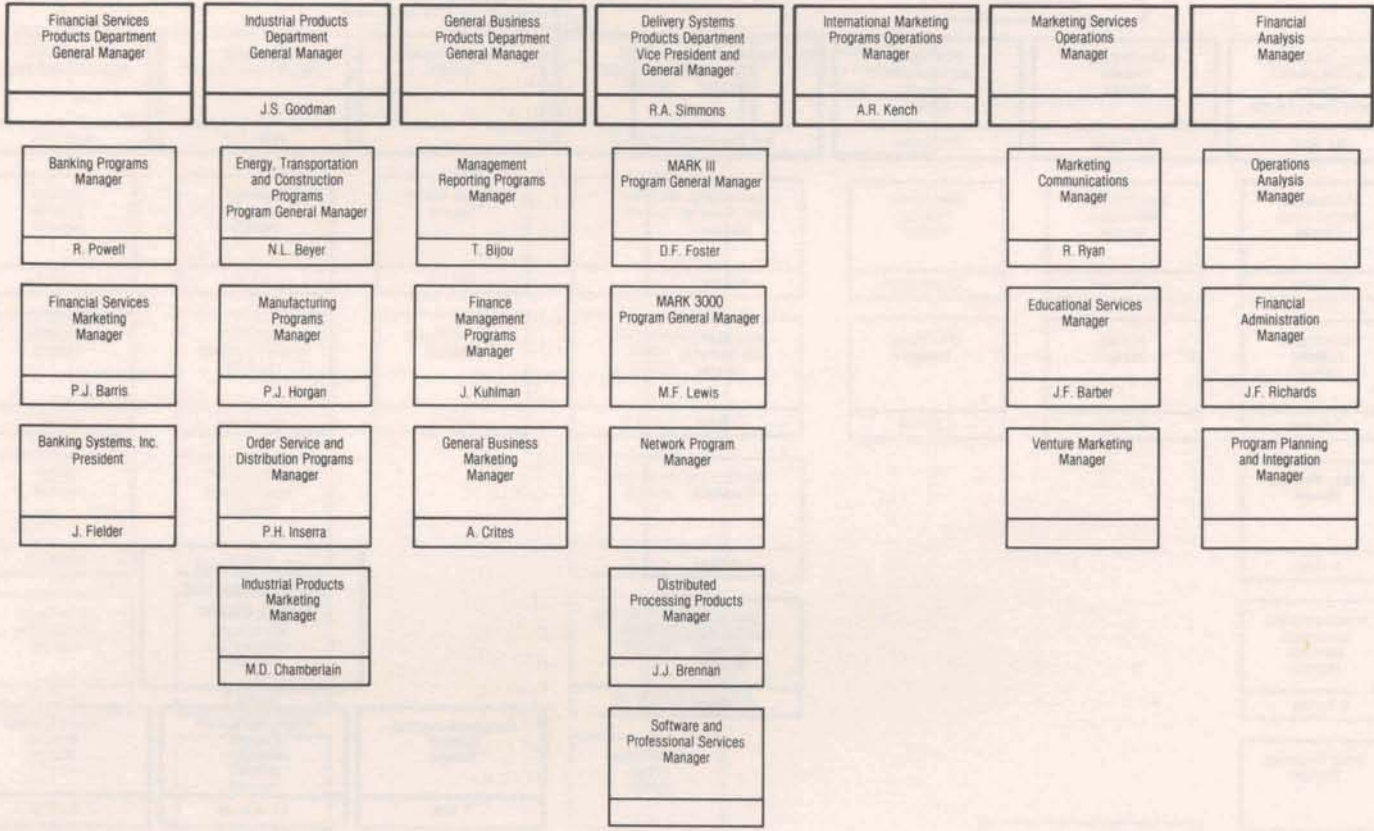 Financial Services
Products Department
General Manager
Industrial Products
Department
General Manager
J.S. Goodman
General Business
Products Department
General Manager
Delivery Systems
Products Department
Vice President and
General Manager
R.A. Simmons
International Marketing
Programs Operations
Manager
A.R. Kench
Marketing Services
Operations
Manager
Financial
Analysis
Manager
Banking Programs
Manager
R. Powell
Energy, Transportation
and Construction
Programs
Program General Manager
N.L. Beyer
Management
Reporting Programs
Manager
T. Bijou
MARK III
Program General Manager
D.F. Foster
Marketing
Communications
Manager
R. Ryan
Operations
Analysis
Manager
Financial Services
Marketing
Manager
P.J. Barris
Manufacturing
Programs
Manager
P.J. Horgan
Finance
Management
Programs
Manager
J. Kuhlman
MARK 3000
Program General Manager
M.F. Lewis
Educational Services
Manager
J.F. Barber
Financial
Administration
Manager
J.F. Richards
Banking Systems, Inc.
President
J. Fielder
Order Service and
Distribution Programs
Manager
P.H. Inserra
General Business
Marketing
Manager
A. Crites
Network Program
Manager
Venture Marketing
Manager
Program Planning
and Integration
Manager
Industrial Products
Marketing
Manager
M.D. Chamberlain
Distributed
Processing Products
Manager
J.J. Brennan
Software and
Professional Services
Manager